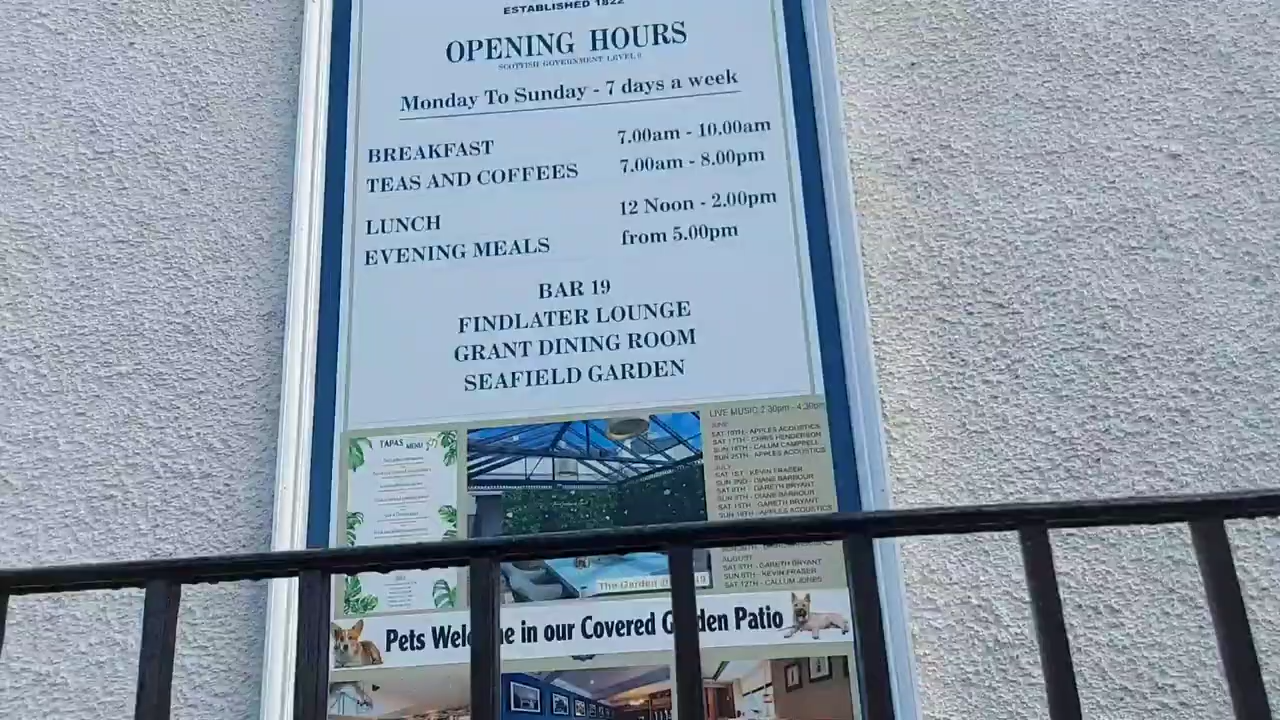 ESTABLISHED 1822
OPENING HOURS
SCOTTISH GOVERNMENT LEVEL 0
Monday To Sunday - 7 days a week
BREAKFAST 7.00am - 10.00am
TEAS AND COFFEES 7.00am - 8.00pm
LUNCH 12 Noon - 2.00pm
EVENING MEALS from 5.00pm
BAR 19
FINDLATER LOUNGE
GRANT DINING ROOM
SEAFIELD GARDEN
TAPAS MENU
LIVE MUSIC 2.30pm - 4.30pm
JUNE
SAT 10TH - APPLES ACOUSTICS
SAT 17TH - CHRIS HENDERSON
SUN 18TH - CALUM CAMPBELL
SUN 25TH - APPLES ACOUSTICS
JULY
SAT 1ST - KEVIN FRASER
SUN 2ND - DIANE BARBOUR
SAT 8TH - GARETH BRYANT
SUN 9TH - DIANE BARBOUR
SAT 15TH - GARETH BRYANT
SUN 16TH - APPLES ACOUSTICS
AUGUST
SAT 5TH - GARETH BRYANT
SUN 6TH - KEVIN FRASER
SAT 12TH - CALLUM JONES
The Garden 19
Pets Welcome in our Covered Garden Patio